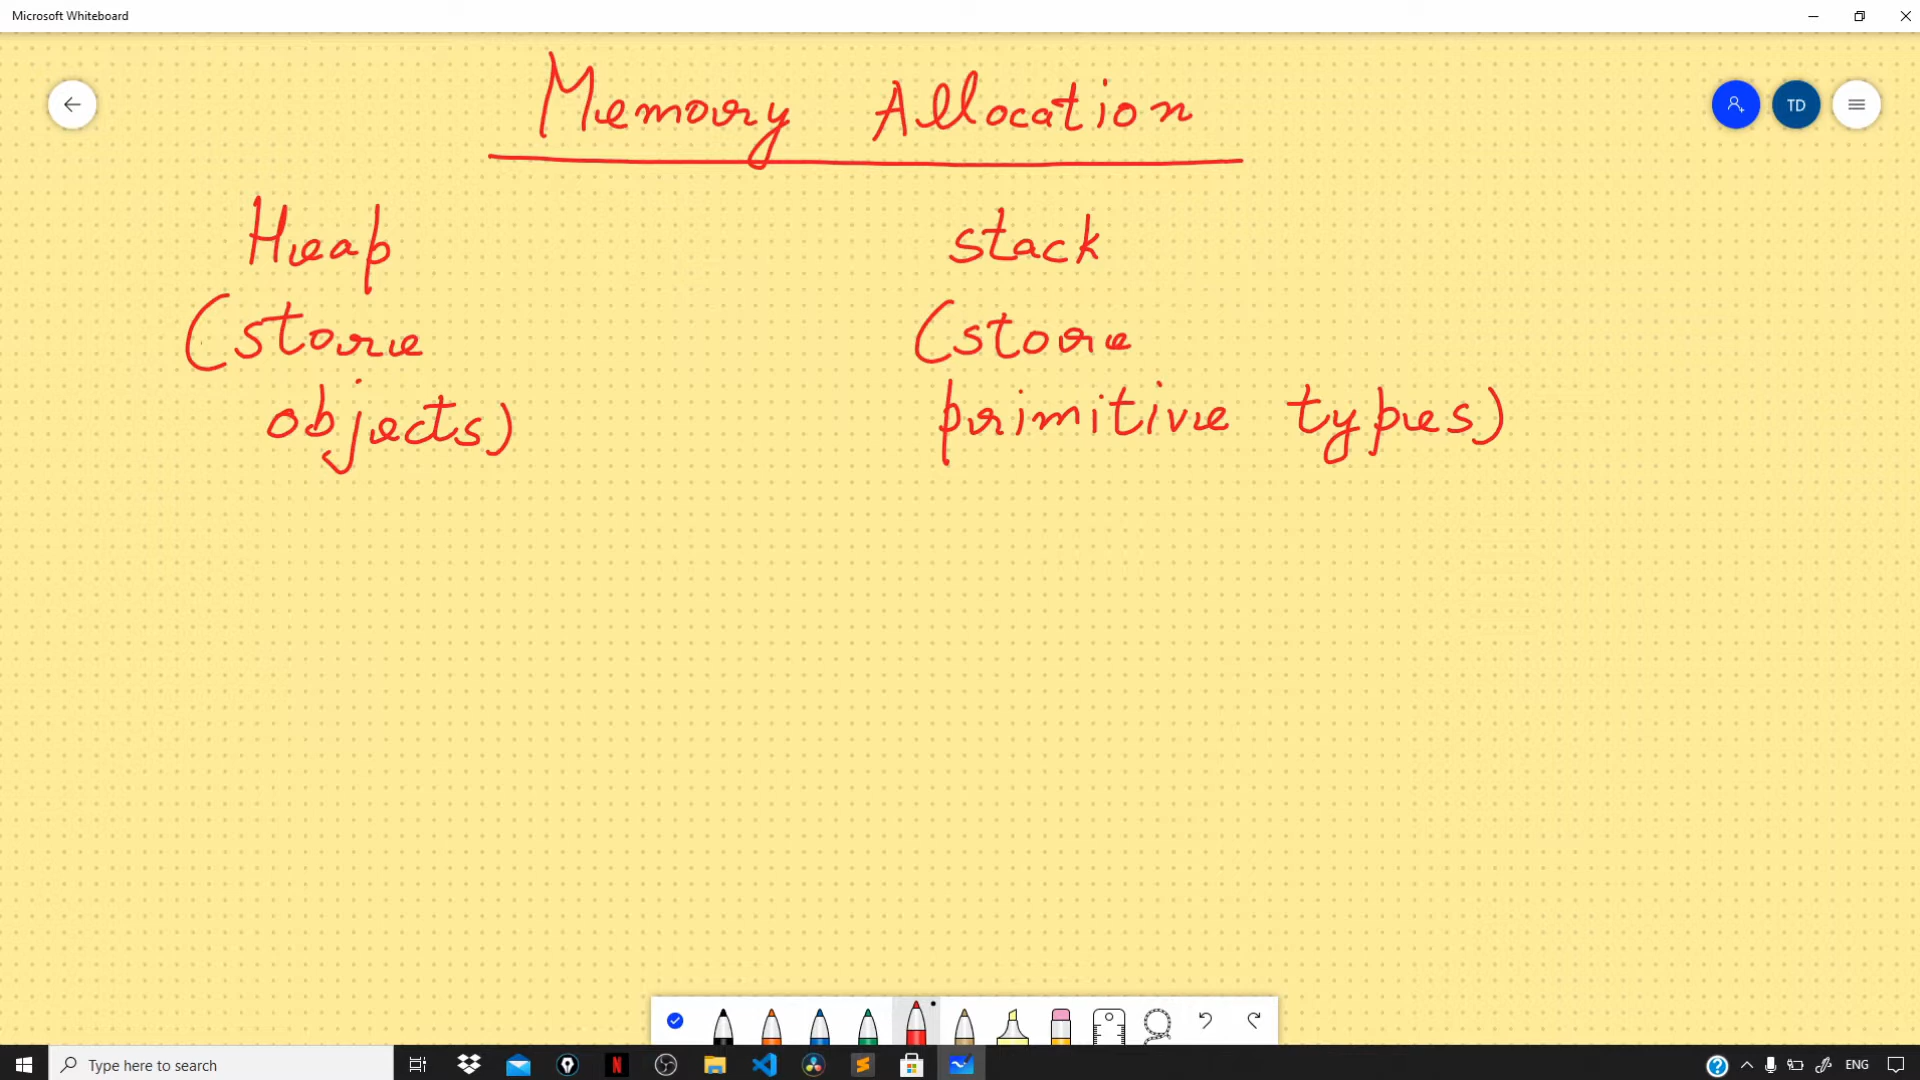 Microsoft Whiteboard
Memory Allocation
TD
Heap
stack
(store
(store
objects)
primitive types)
Type here to search
ENG